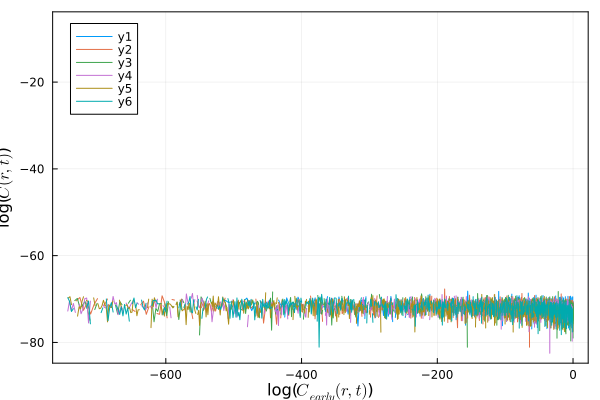 y1
y2
y3
y4
y5
y6
−20
−40
−60
−80
−600
−400
−200
0
log(C(r, t))
log(C_early(r, t))